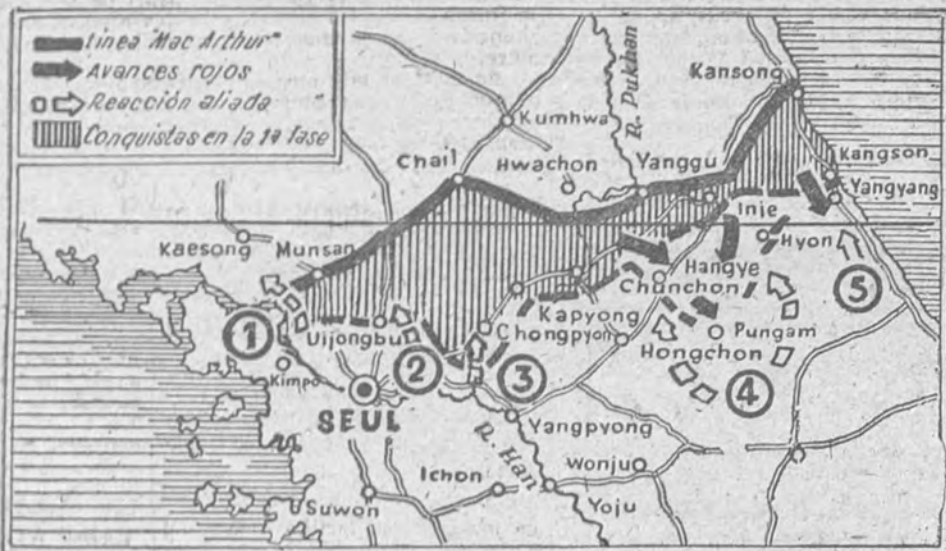 Línea "Mac Arthur"
Avances rojos
Reacción aliada
Conquistas en la 1ª fase
Kansong
R. Pukhan
Kumhwa
Chail
Hwachon
Yanggu
Kangson
Yangyang
Inje
Kaesong
Munsan
Hyon
Hangye
Chunchon
5
1
Uijongbu
Kapyong
Chongpyon
Pungam
Hongchon
2
3
4
Kimpo
SEUL
Yangpyong
R. Han
Wonju
Ichon
Suwon
Yoju